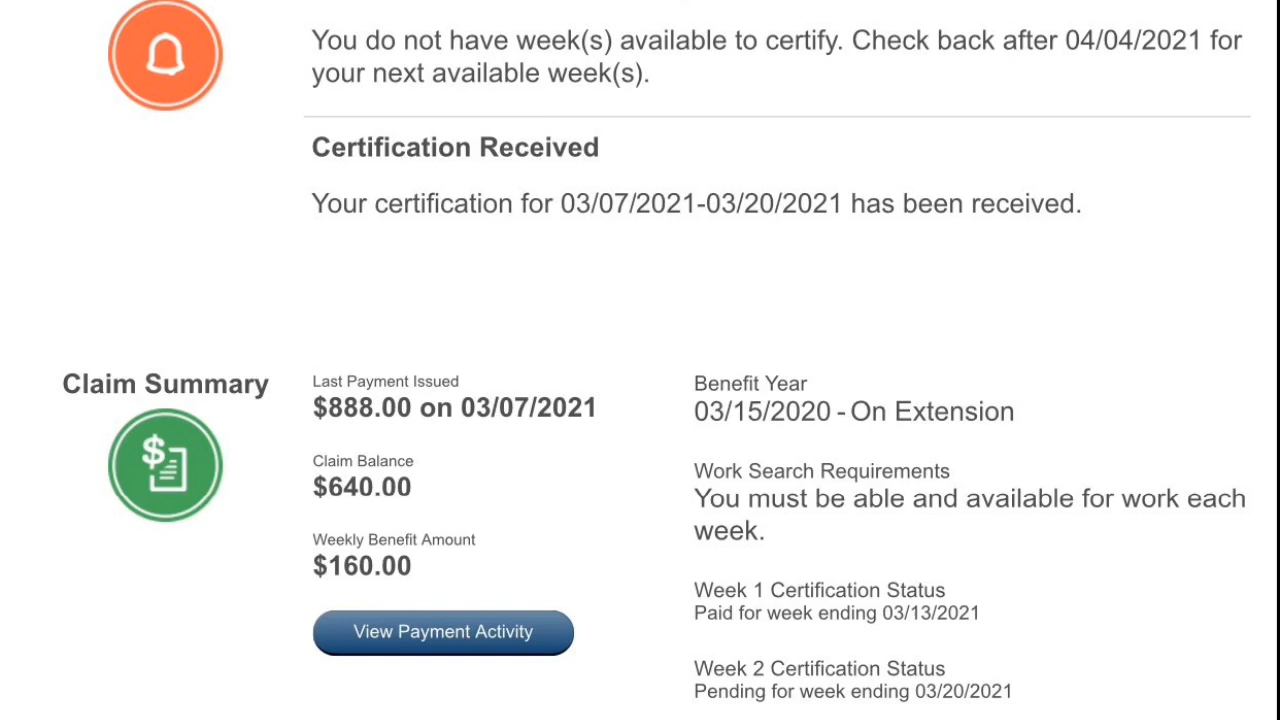 You do not have week(s) available to certify. Check back after 04/04/2021 for
your next available week(s).
Certification Received
Your certification for 03/07/2021-03/20/2021 has been received.
Claim Summary
Last Payment Issued
$888.00 on 03/07/2021
Claim Balance
$640.00
Weekly Benefit Amount
$160.00
View Payment Activity
Benefit Year
03/15/2020 - On Extension
Work Search Requirements
You must be able and available for work each
week.
Week 1 Certification Status
Paid for week ending 03/13/2021
Week 2 Certification Status
Pending for week ending 03/20/2021